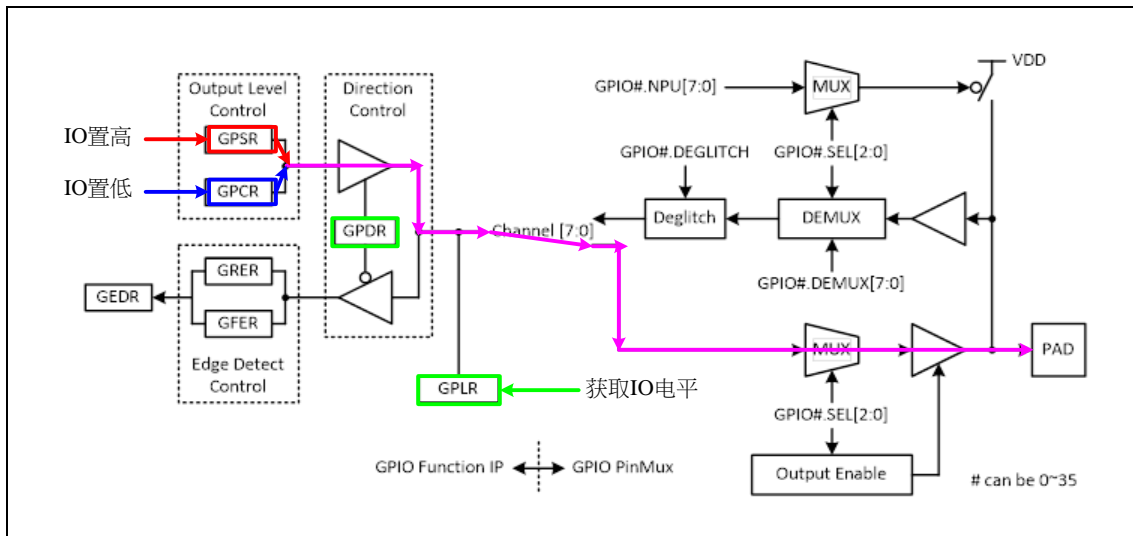 Output Level
Control
IO置高
GPSR
IO置低
GPCR
Direction
Control
GPDR
GEDR
GRER
GFER
Edge Detect
Control
GPLR
获取IO电平
Channel [7:0]
GPIO#.NPU[7:0]
MUX
VDD
GPIO#.DEGLITCH
GPIO#.SEL[2:0]
Deglitch
DEMUX
GPIO#.DEMUX[7:0]
MUX
PAD
GPIO#.SEL[2:0]
Output Enable
GPIO Function IP
GPIO PinMux
# can be 0~35